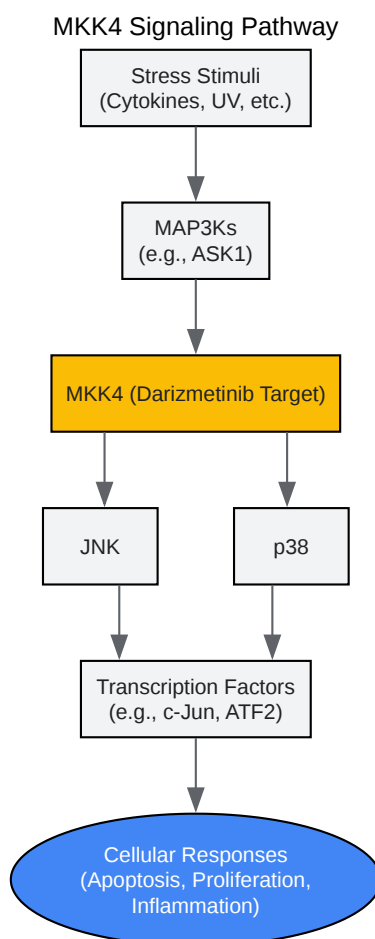 MKK4 Signaling Pathway
Stress Stimuli
(Cytokines, UV, etc.)
MAP3Ks
(e.g., ASK1)
MKK4 (Darizmetinib Target)
JNK
p38
Transcription Factors
(e.g., c-Jun, ATF2)
Cellular Responses
(Apoptosis, Proliferation,
Inflammation)